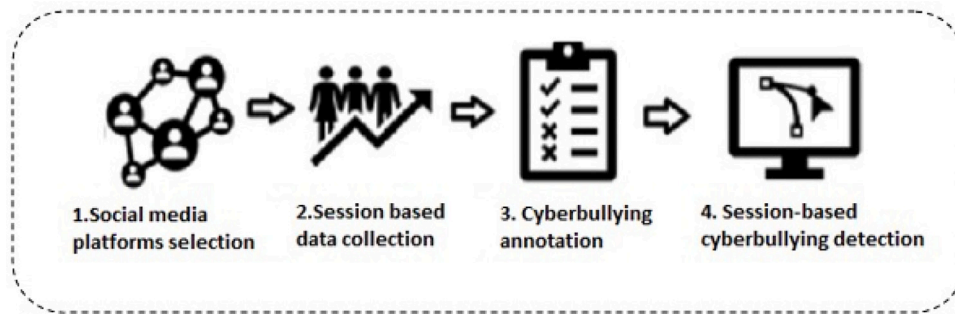 1.Social media
platforms selection
2.Session based
data collection
3. Cyberbullying
annotation
4. Session-based
cyberbullying detection